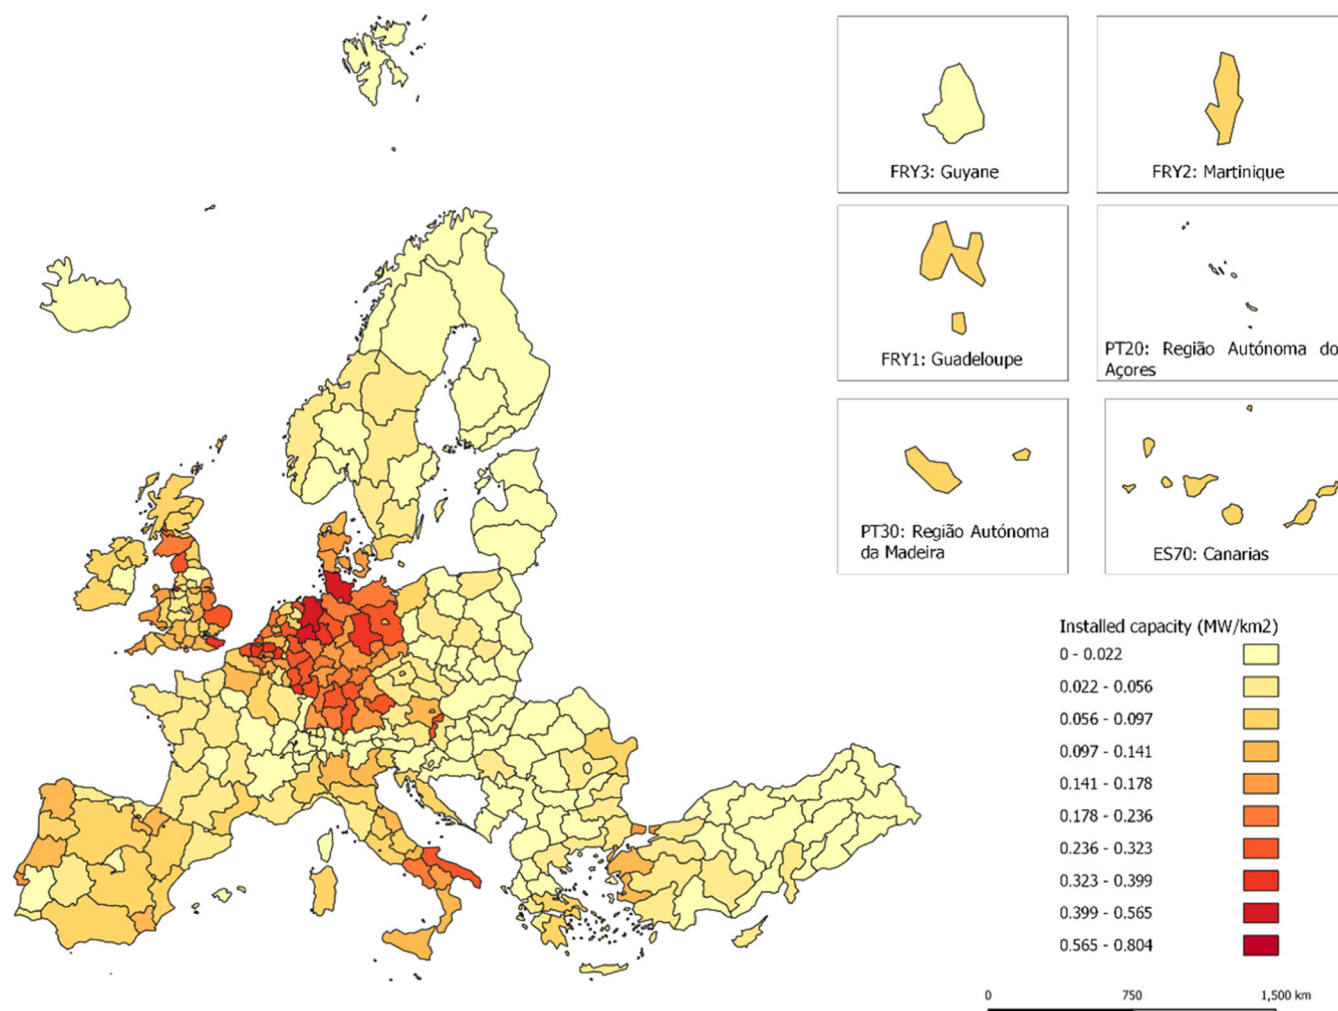 FRY3: Guyane
FRY2: Martinique
FRY1: Guadeloupe
PT20: Região Autónoma do
Açores
PT30: Região Autónoma
da Madeira
ES70: Canarias
Installed capacity (MW/km2)
0 - 0.022
0.022 - 0.056
0.056 - 0.097
0.097 - 0.141
0.141 - 0.178
0.178 - 0.236
0.236 - 0.323
0.323 - 0.399
0.399 - 0.565
0.565 - 0.804
0 750 1,500 km